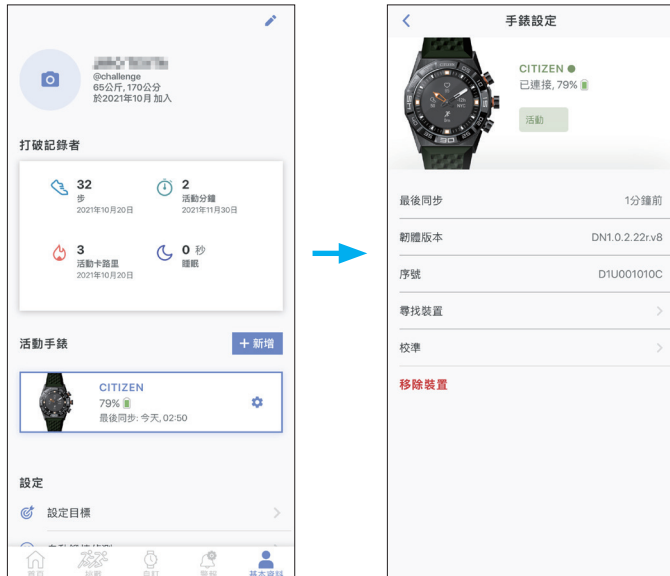 @challenge
65公斤, 170公分
於2021年10月加入
打破記錄者
32
步
2021年10月20日
2
活動分鐘
2021年11月30日
3
活動卡路里
2021年10月20日
0 秒
睡眠
活動手錶
+ 新增
CITIZEN
79%
最後同步: 今天, 02:50
設定
設定目標
基本資料
手錶設定
CITIZEN
已連接, 79%
活動
最後同步
1分鐘前
韌體版本
DN1.0.2.22r.v8
序號
D1U001010C
尋找裝置
校準
移除裝置